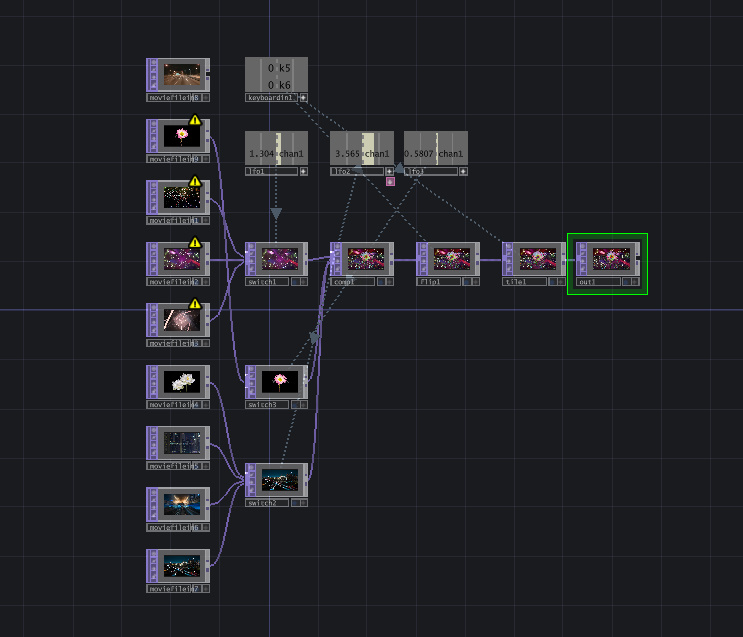 moviefilein8
0 k5
0 k6
keyboardin1
moviefilein9
1.304 chan1
lfo1
3.565 chan1
lfo2
0.5807 chan1
lfo3
moviefilein1
moviefilein2
switch1
comp1
flip1
tile1
out1
moviefilein3
moviefilein4
switch3
moviefilein5
switch2
moviefilein6
moviefilein7